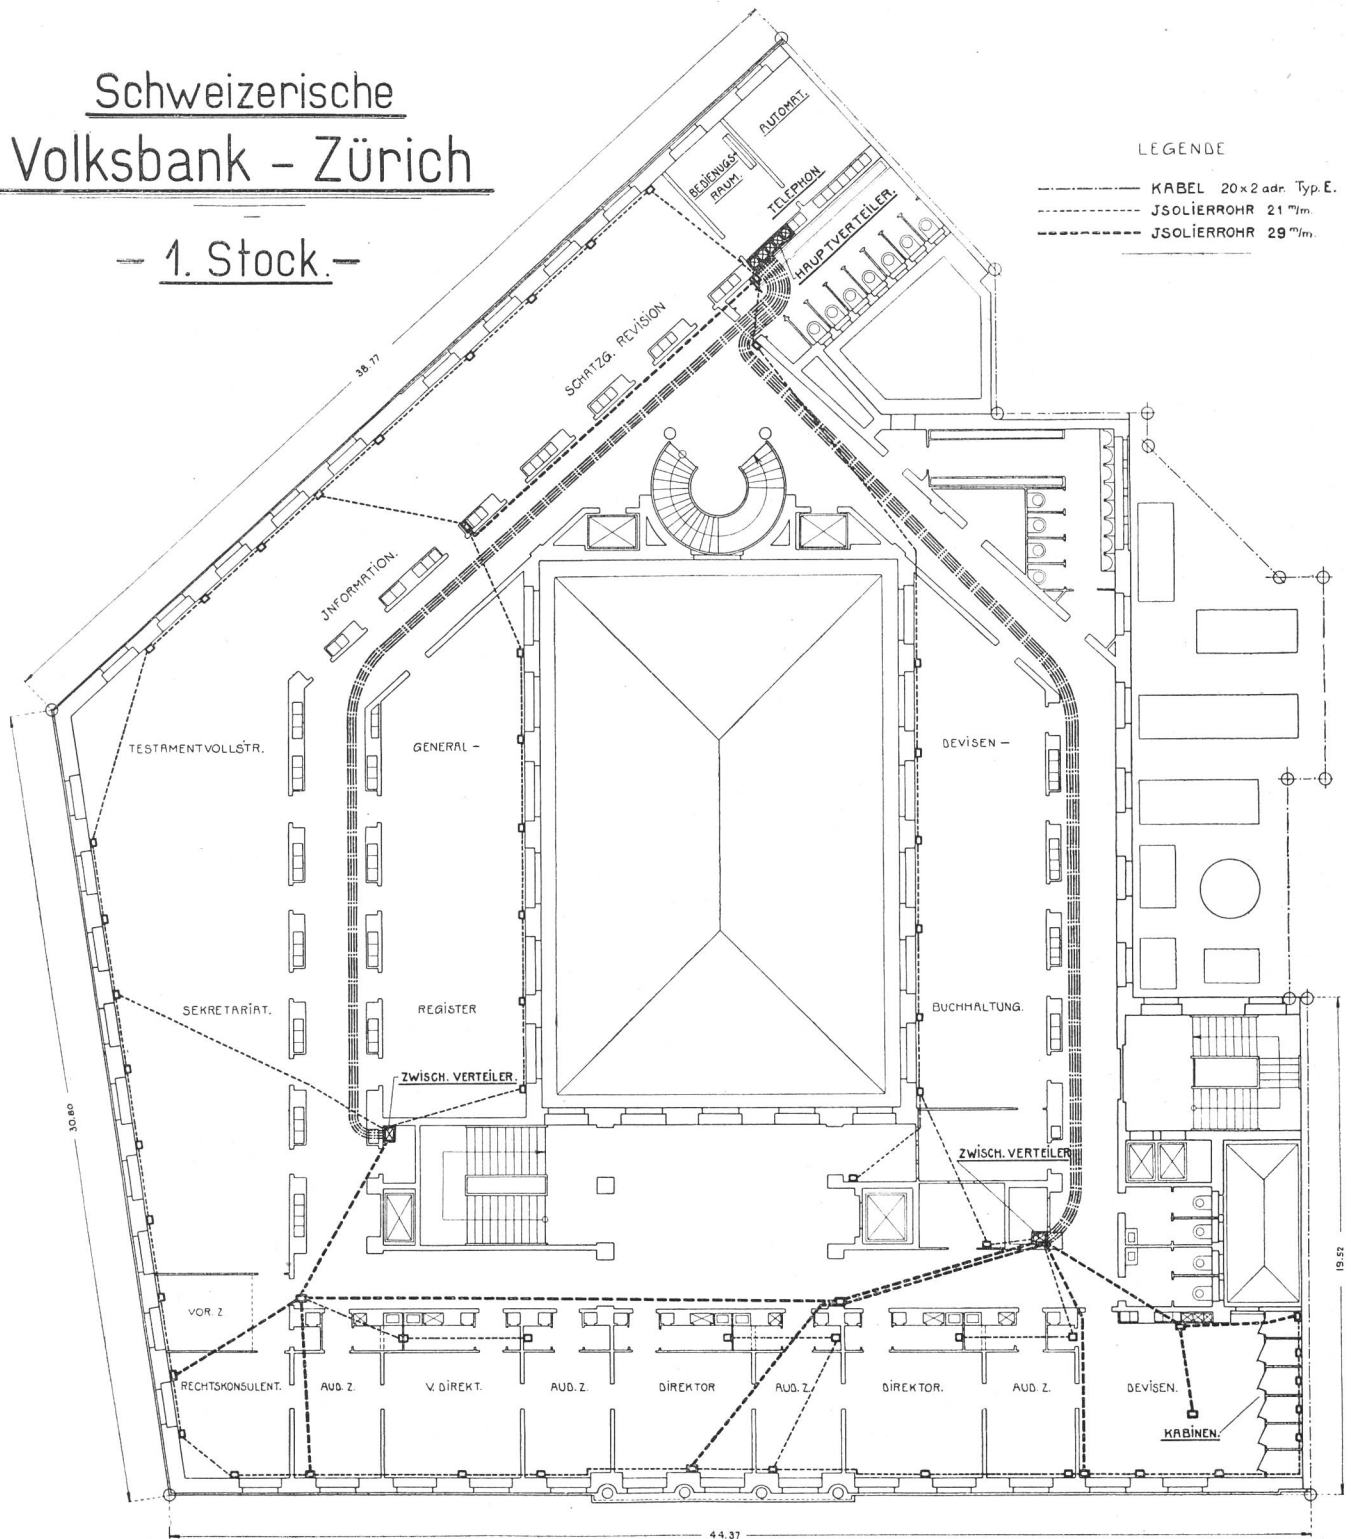 Schweizerische
Volksbank – Zürich
– 1. Stock. –
LEGENDE
KABEL 20 x 2 adr. Typ. E.
JSOLIERROHR 21 m/m.
JSOLIERROHR 29 m/m.
AUTOMAT.
BEDIENUGS-
RAUM.
TELEPHON
HAUPTVERTEILER.
SCHATZG. REVISION
38.77
JNFORMATION.
TESTAMENTVOLLSTR.
GENERAL –
DEVISEN –
SEKRETARIAT.
REGISTER
BUCHHALTUNG.
ZWISCH. VERTEILER.
30.80
ZWISCH. VERTEILER
19.52
VOR. Z.
RECHTSKONSULENT.
AUD. Z.
V. DIREKT.
AUD. Z.
DIREKTOR
AUD. Z.
DIREKTOR.
AUD. Z.
DEVISEN.
KABINEN.
44.37